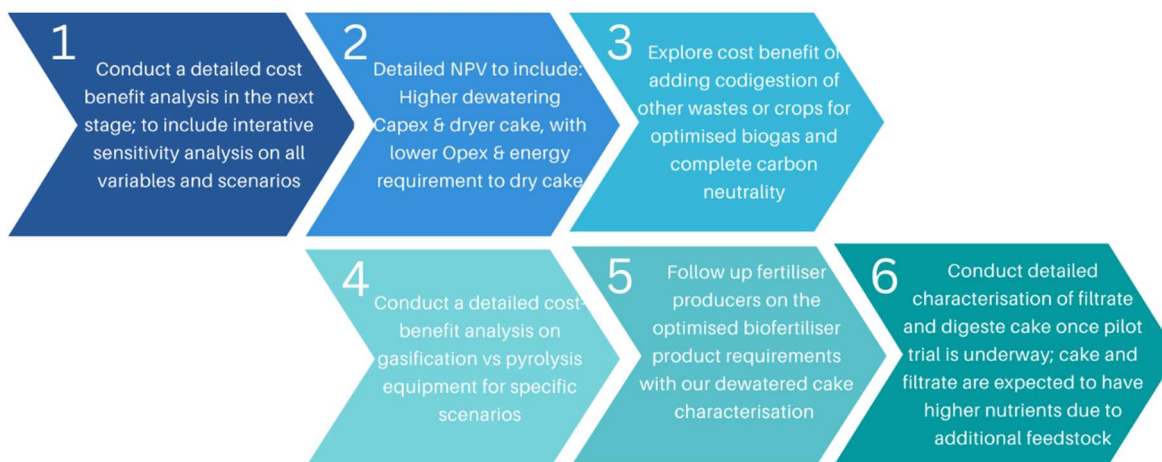 1
Conduct a detailed cost
benefit analysis in the next
stage; to include interative
sensitivity analysis on all
variables and scenarios
2
Detailed NPV to include:
Higher dewatering
Capex & dryer cake, with
lower Opex & energy
requirement to dry cake
3
Explore cost benefit of
adding codigestion of
other wastes or crops for
optimised biogas and
complete carbon
neutrality
4
Conduct a detailed cost-
benefit analysis on
gasification vs pyrolysis
equipment for specific
scenarios
5
Follow up fertiliser
producers on the
optimised biofertiliser
product requirements
with our dewatered cake
characterisation
6
Conduct detailed
characterisation of filtrate
and digeste cake once pilot
trial is underway; cake and
filtrate are expected to have
higher nutrients due to
additional feedstock